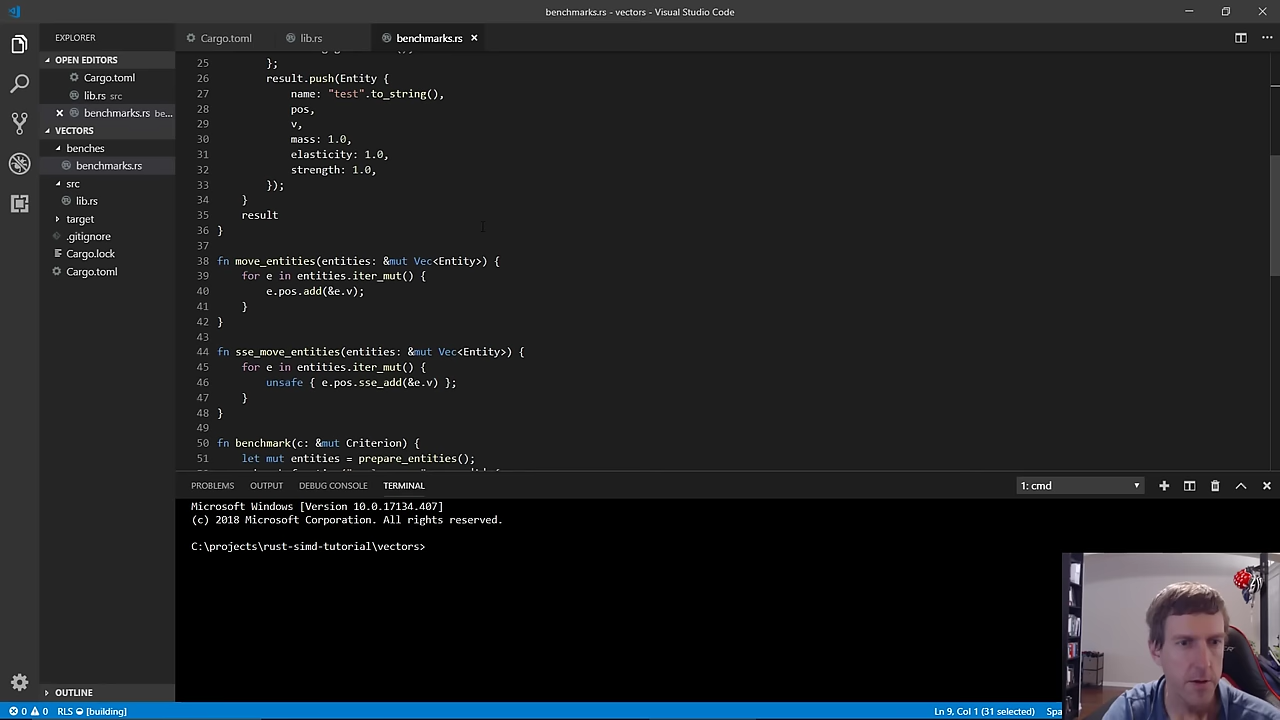 benchmarks.rs - vectors - Visual Studio Code
EXPLORER
Cargo.toml
lib.rs
benchmarks.rs ×
OPEN EDITORS
Cargo.toml
lib.rs src
× benchmarks.rs be...
VECTORS
benches
benchmarks.rs
src
lib.rs
target
.gitignore
Cargo.lock
Cargo.toml
OUTLINE
25 };
26 result.push(Entity {
27 name: "test".to_string(),
28 pos,
29 v,
30 mass: 1.0,
31 elasticity: 1.0,
32 strength: 1.0,
33 });
34 }
35 result
36 }
37
38 fn move_entities(entities: &mut Vec<Entity>) {
39 for e in entities.iter_mut() {
40 e.pos.add(&e.v);
41 }
42 }
43
44 fn sse_move_entities(entities: &mut Vec<Entity>) {
45 for e in entities.iter_mut() {
46 unsafe { e.pos.sse_add(&e.v) };
47 }
48 }
49
50 fn benchmark(c: &mut Criterion) {
51 let mut entities = prepare_entities();
PROBLEMS OUTPUT DEBUG CONSOLE TERMINAL
1: cmd
Microsoft Windows [Version 10.0.17134.407]
(c) 2018 Microsoft Corporation. All rights reserved.
C:\projects\rust-simd-tutorial\vectors>
0 0 RLS [building]
Ln 9, Col 1 (31 selected) Spa